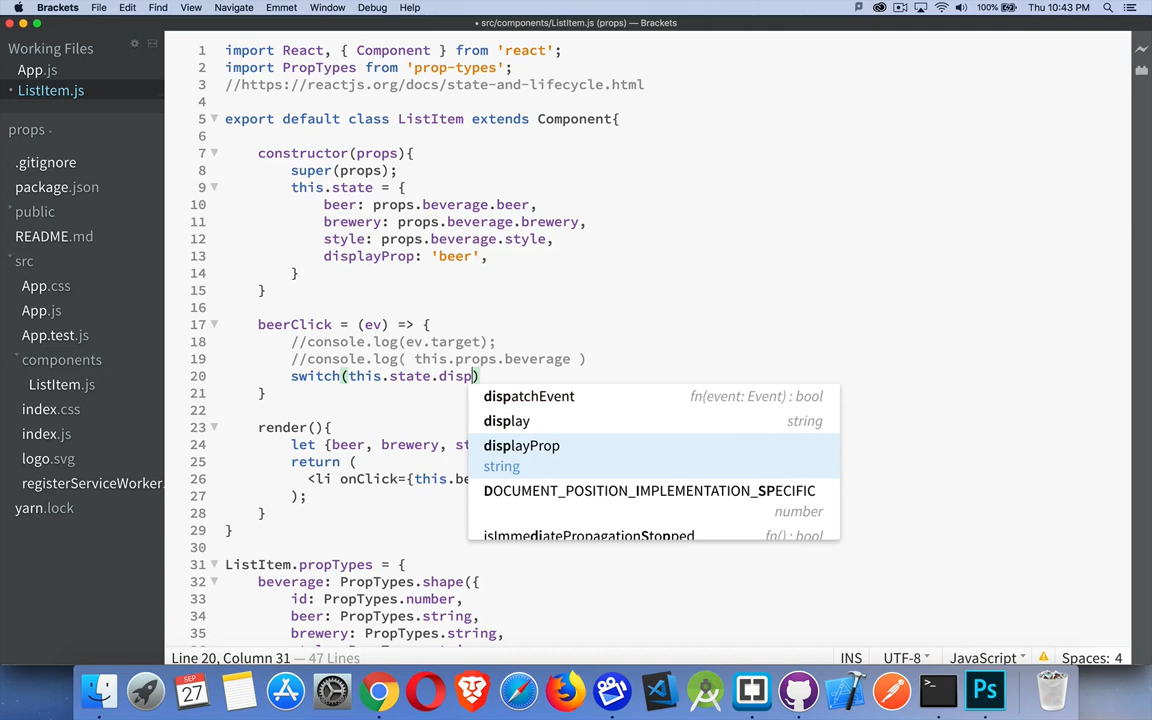 Brackets File Edit Find View Navigate Emmet Window Debug Help 100% Thu 10:43 PM
• src/components/ListItem.js (props) — Brackets
Working Files
App.js
• ListItem.js
props
.gitignore
package.json
public
README.md
src
App.css
App.js
App.test.js
components
ListItem.js
index.css
index.js
logo.svg
registerServiceWorker.
yarn.lock
1 import React, { Component } from 'react';
2 import PropTypes from 'prop-types';
3 //https://reactjs.org/docs/state-and-lifecycle.html
4
5 export default class ListItem extends Component{
6
7 constructor(props){
8 super(props);
9 this.state = {
10 beer: props.beverage.beer,
11 brewery: props.beverage.brewery,
12 style: props.beverage.style,
13 displayProp: 'beer',
14 }
15 }
16
17 beerClick = (ev) => {
18 //console.log(ev.target);
19 //console.log( this.props.beverage )
20 switch(this.state.disp)
21 }
22
23 render(){
24 let {beer, brewery, st
25 return (
26 <li onClick={this.be
27 );
28 }
29 }
30
31 ListItem.propTypes = {
32 beverage: PropTypes.shape({
33 id: PropTypes.number,
34 beer: PropTypes.string,
35 brewery: PropTypes.string,
dispatchEvent fn(event: Event) : bool
display string
displayProp
string
DOCUMENT_POSITION_IMPLEMENTATION_SPECIFIC
number
isImmediatePropagationStopped fn() : bool
Line 20, Column 31 — 47 Lines INS UTF-8 JavaScript Spaces: 4
SEP
27
>_
Ps